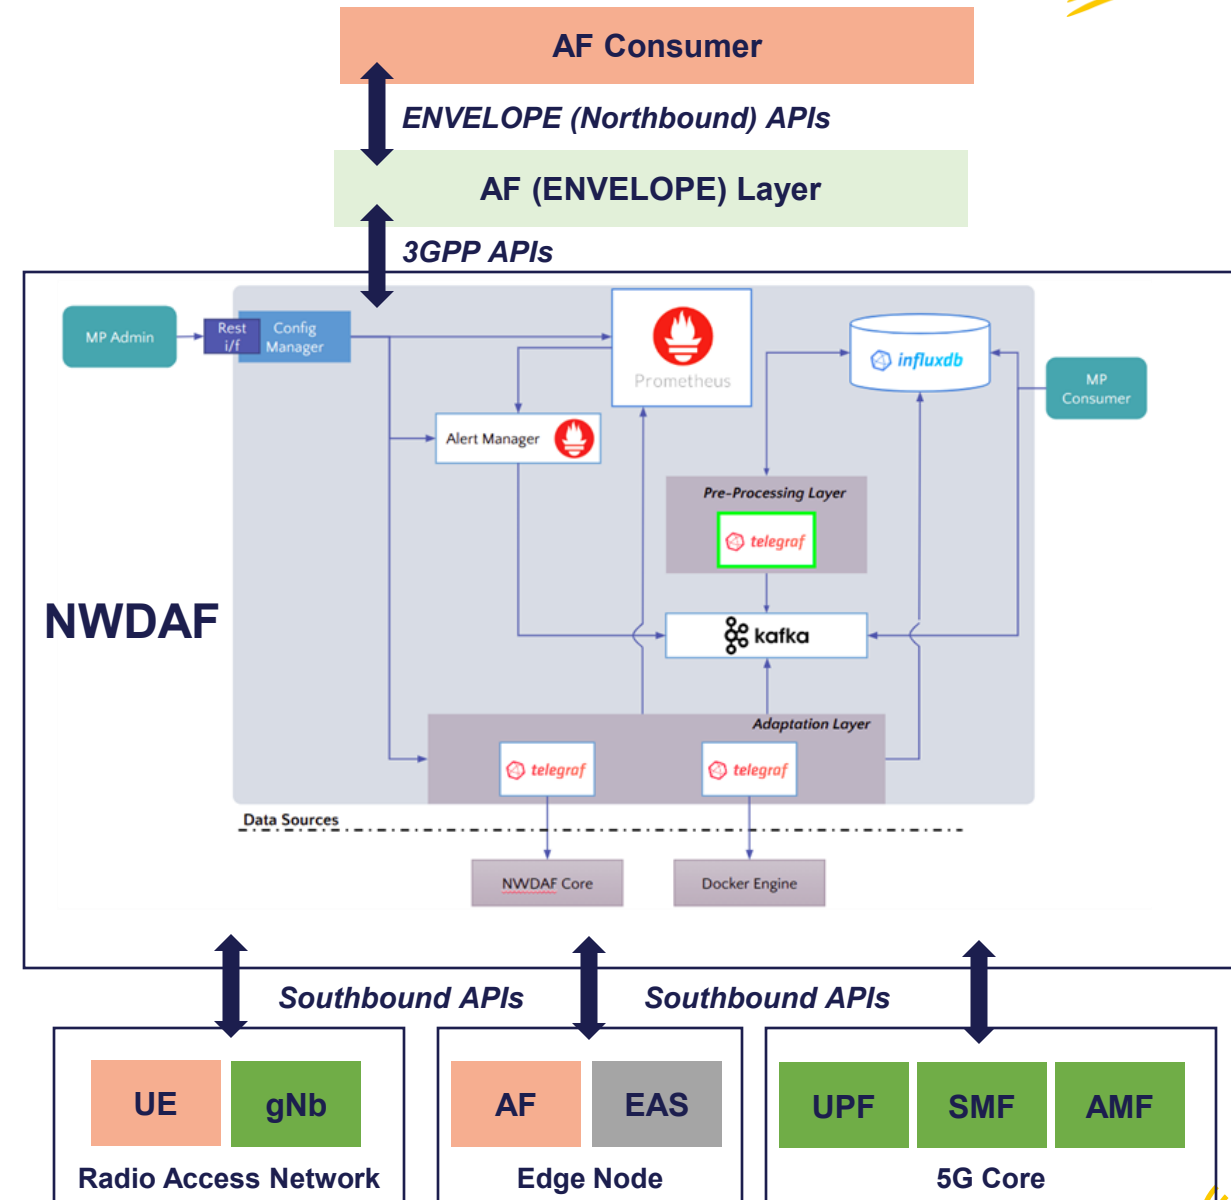 AF Consumer
ENVELOPE (Northbound) APIs
AF (ENVELOPE) Layer
3GPP APIs
MP Admin
Rest
i/f
Config
Manager
Prometheus
influxdb
MP
Consumer
Alert Manager
Pre-Processing Layer
telegraf
NWDAF
kafka
Adaptation Layer
telegraf
telegraf
Data Sources
NWDAF Core
Docker Engine
Southbound APIs
Southbound APIs
UE
gNb
AF
EAS
UPF
SMF
AMF
Radio Access Network
Edge Node
5G Core